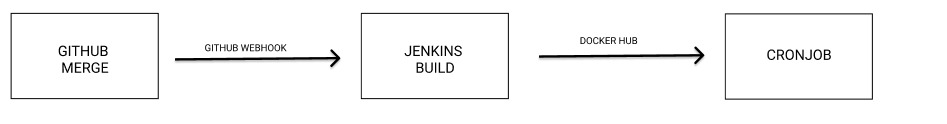 GITHUB
MERGE
GITHUB WEBHOOK
JENKINS
BUILD
DOCKER HUB
CRONJOB